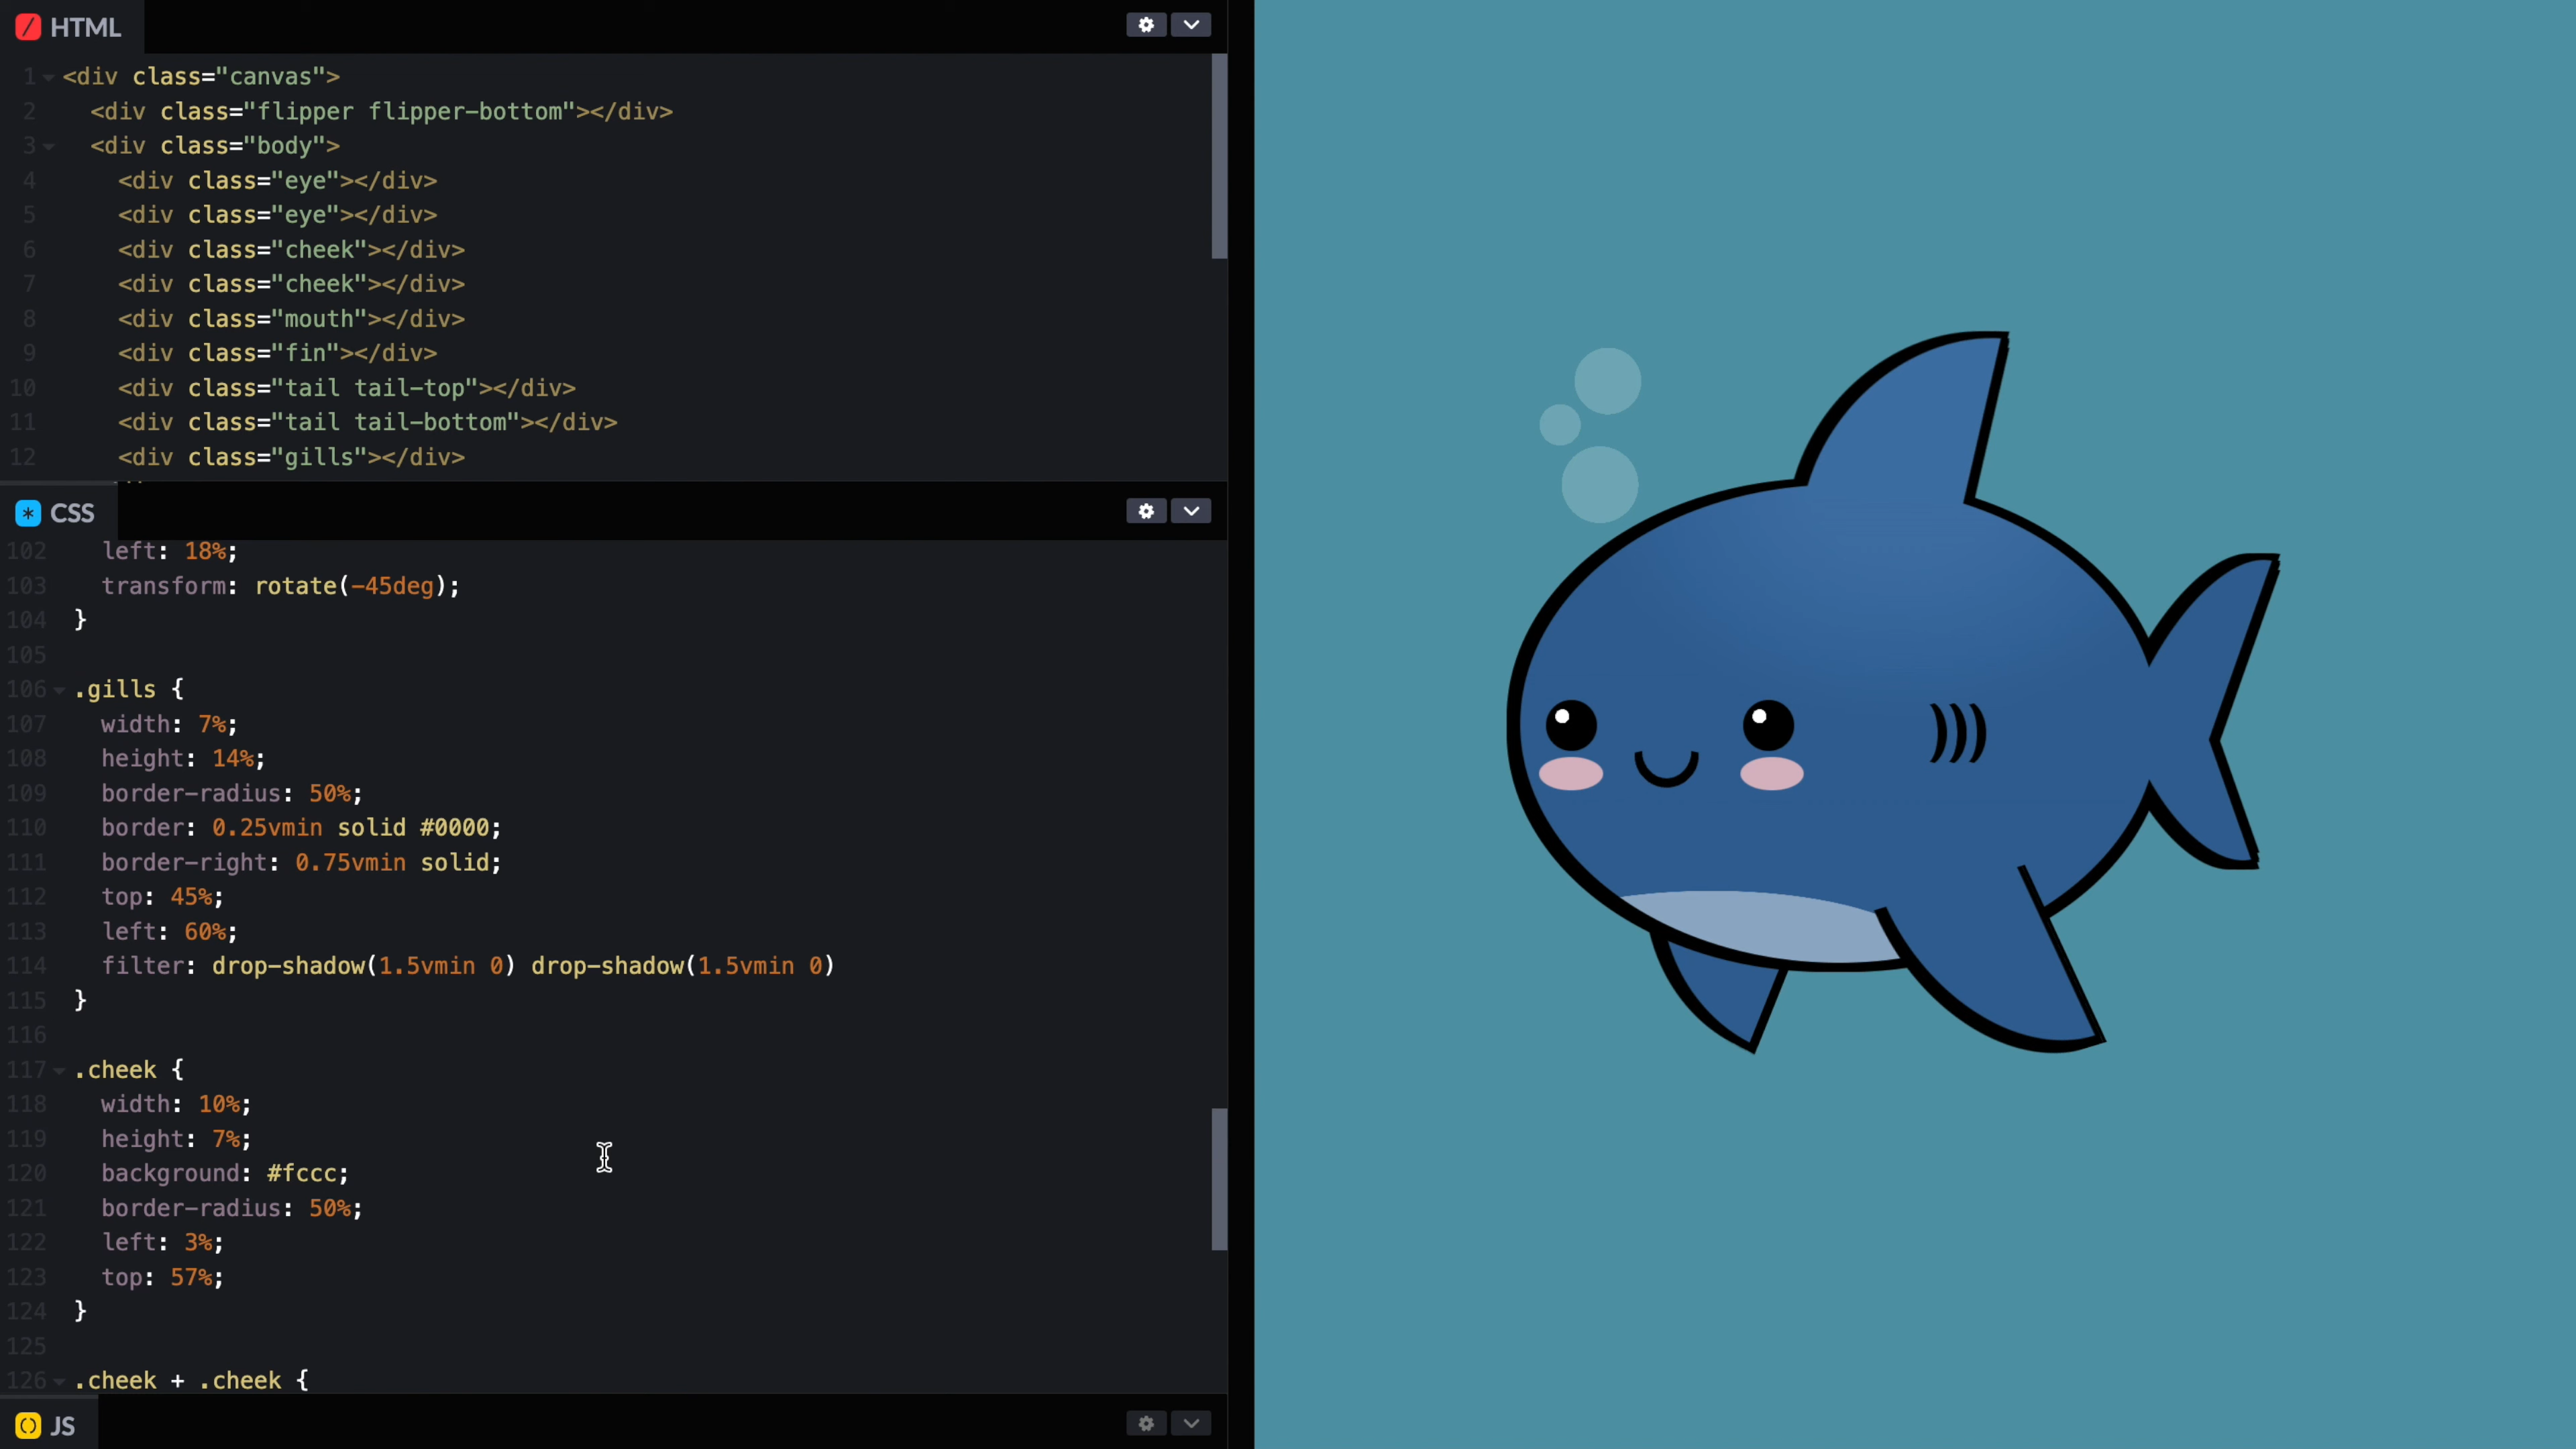 HTML
1 <div class="canvas">
2 <div class="flipper flipper-bottom"></div>
3 <div class="body">
4 <div class="eye"></div>
5 <div class="eye"></div>
6 <div class="cheek"></div>
7 <div class="cheek"></div>
8 <div class="mouth"></div>
9 <div class="fin"></div>
10 <div class="tail tail-top"></div>
11 <div class="tail tail-bottom"></div>
12 <div class="gills"></div>
CSS
102 left: 18%;
103 transform: rotate(-45deg);
104 }
105
106 .gills {
107 width: 7%;
108 height: 14%;
109 border-radius: 50%;
110 border: 0.25vmin solid #0000;
111 border-right: 0.75vmin solid;
112 top: 45%;
113 left: 60%;
114 filter: drop-shadow(1.5vmin 0) drop-shadow(1.5vmin 0)
115 }
116
117 .cheek {
118 width: 10%;
119 height: 7%;
120 background: #fccc;
121 border-radius: 50%;
122 left: 3%;
123 top: 57%;
124 }
125
126 .cheek + .cheek {
JS